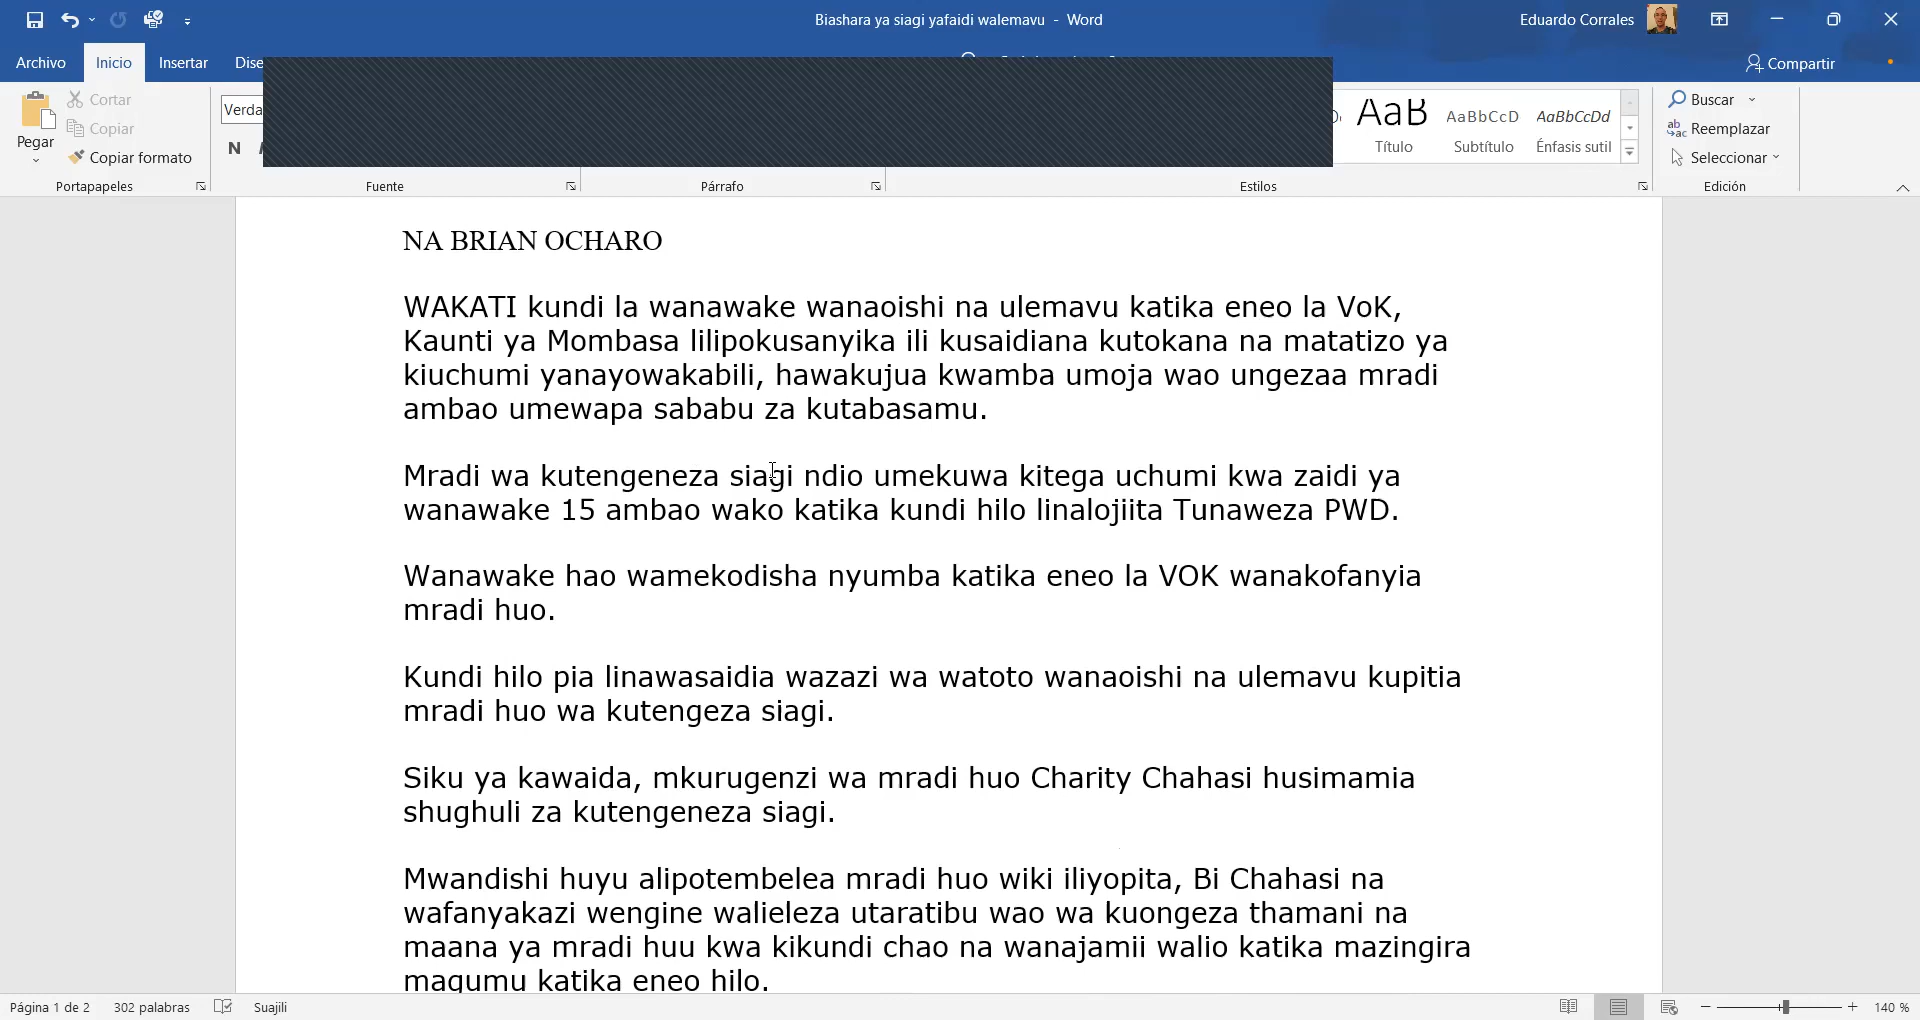 Biashara ya siagi yafaidi walemavu - Word
Eduardo Corrales
Archivo
Inicio
Insertar
Compartir
Pegar
Cortar
Copiar
Copiar formato
Portapapeles
N
Fuente
Párrafo
AaB
Título
AaBbCcD
Subtítulo
AaBbCcDd
Énfasis sutil
Estilos
Buscar
Reemplazar
Seleccionar
Edición
NA BRIAN OCHARO
WAKATI kundi la wanawake wanaoishi na ulemavu katika eneo la VoK,
Kaunti ya Mombasa lilipokusanyika ili kusaidiana kutokana na matatizo ya
kiuchumi yanayowakabili, hawakujua kwamba umoja wao ungezaa mradi
ambao umewapa sababu za kutabasamu.
Mradi wa kutengeneza siagi ndio umekuwa kitega uchumi kwa zaidi ya
wanawake 15 ambao wako katika kundi hilo linalojiita Tunaweza PWD.
Wanawake hao wamekodisha nyumba katika eneo la VOK wanakofanyia
mradi huo.
Kundi hilo pia linawasaidia wazazi wa watoto wanaoishi na ulemavu kupitia
mradi huo wa kutengeza siagi.
Siku ya kawaida, mkurugenzi wa mradi huo Charity Chahasi husimamia
shughuli za kutengeneza siagi.
Mwandishi huyu alipotembelea mradi huo wiki iliyopita, Bi Chahasi na
wafanyakazi wengine walieleza utaratibu wao wa kuongeza thamani na
maana ya mradi huu kwa kikundi chao na wanajamii walio katika mazingira
magumu katika eneo hilo.
Página 1 de 2
302 palabras
Suajili
140 %